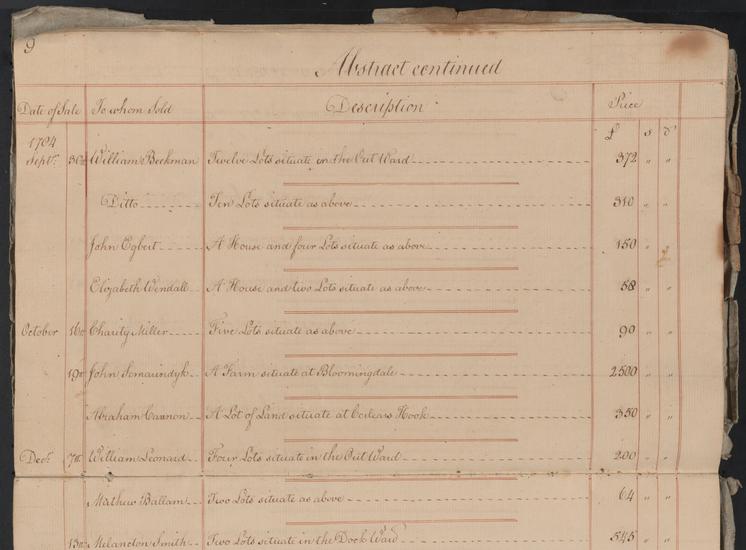 9
Abstract continued
Date of Sale To whom Sold Description Price
£ s d
1784
Septr. 30th William Beekman Twelve Lots situate in the Out Ward 372 " "
Ditto Ten Lots situate as above 310 " "
John Egbert A House and four Lots situate as above 150 " "
Elizabeth Wendall A House and two Lots situate as above 58 " "
October 16th Charity Miller Five Lots situate as above 90 " "
19th John Somaindyk A Farm situate at Bloomingdale 2500 " "
Abraham Cannon A Lot of Land situate at Corlears Hook 350 " "
Decr. 7th William Leonard Four Lots situate in the Out Ward 200 " "
Mathew Ballam Two Lots situate as above 64 " "
13th Melancton Smith Two Lots situate in the Dock Ward 545 " "